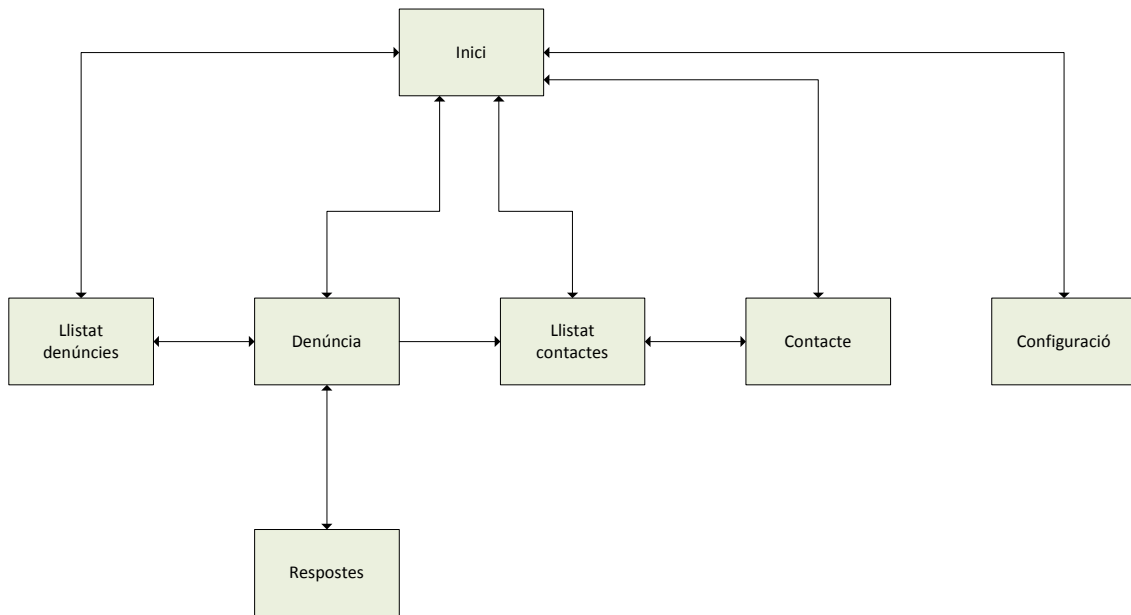 Inici
Llistat
denúncies
Denúncia
Llistat
contactes
Contacte
Configuració
Respostes